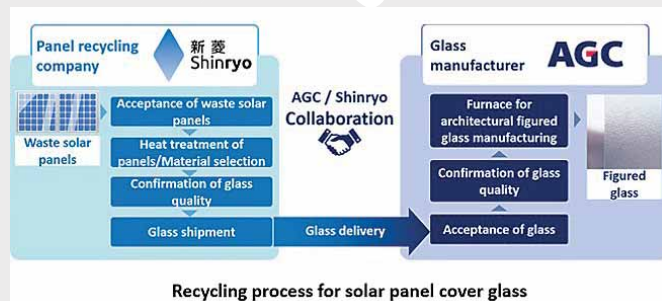 Panel recycling
company
新菱
Shinryo
Glass
manufacturer
AGC
Waste solar
panels
Acceptance of waste solar
panels
Heat treatment of
panels/Material selection
Confirmation of glass
quality
Glass shipment
AGC / Shinryo
Collaboration
Glass delivery
Furnace for
architectural figured
glass manufacturing
Confirmation of glass
quality
Acceptance of glass
Figured
glass
Recycling process for solar panel cover glass